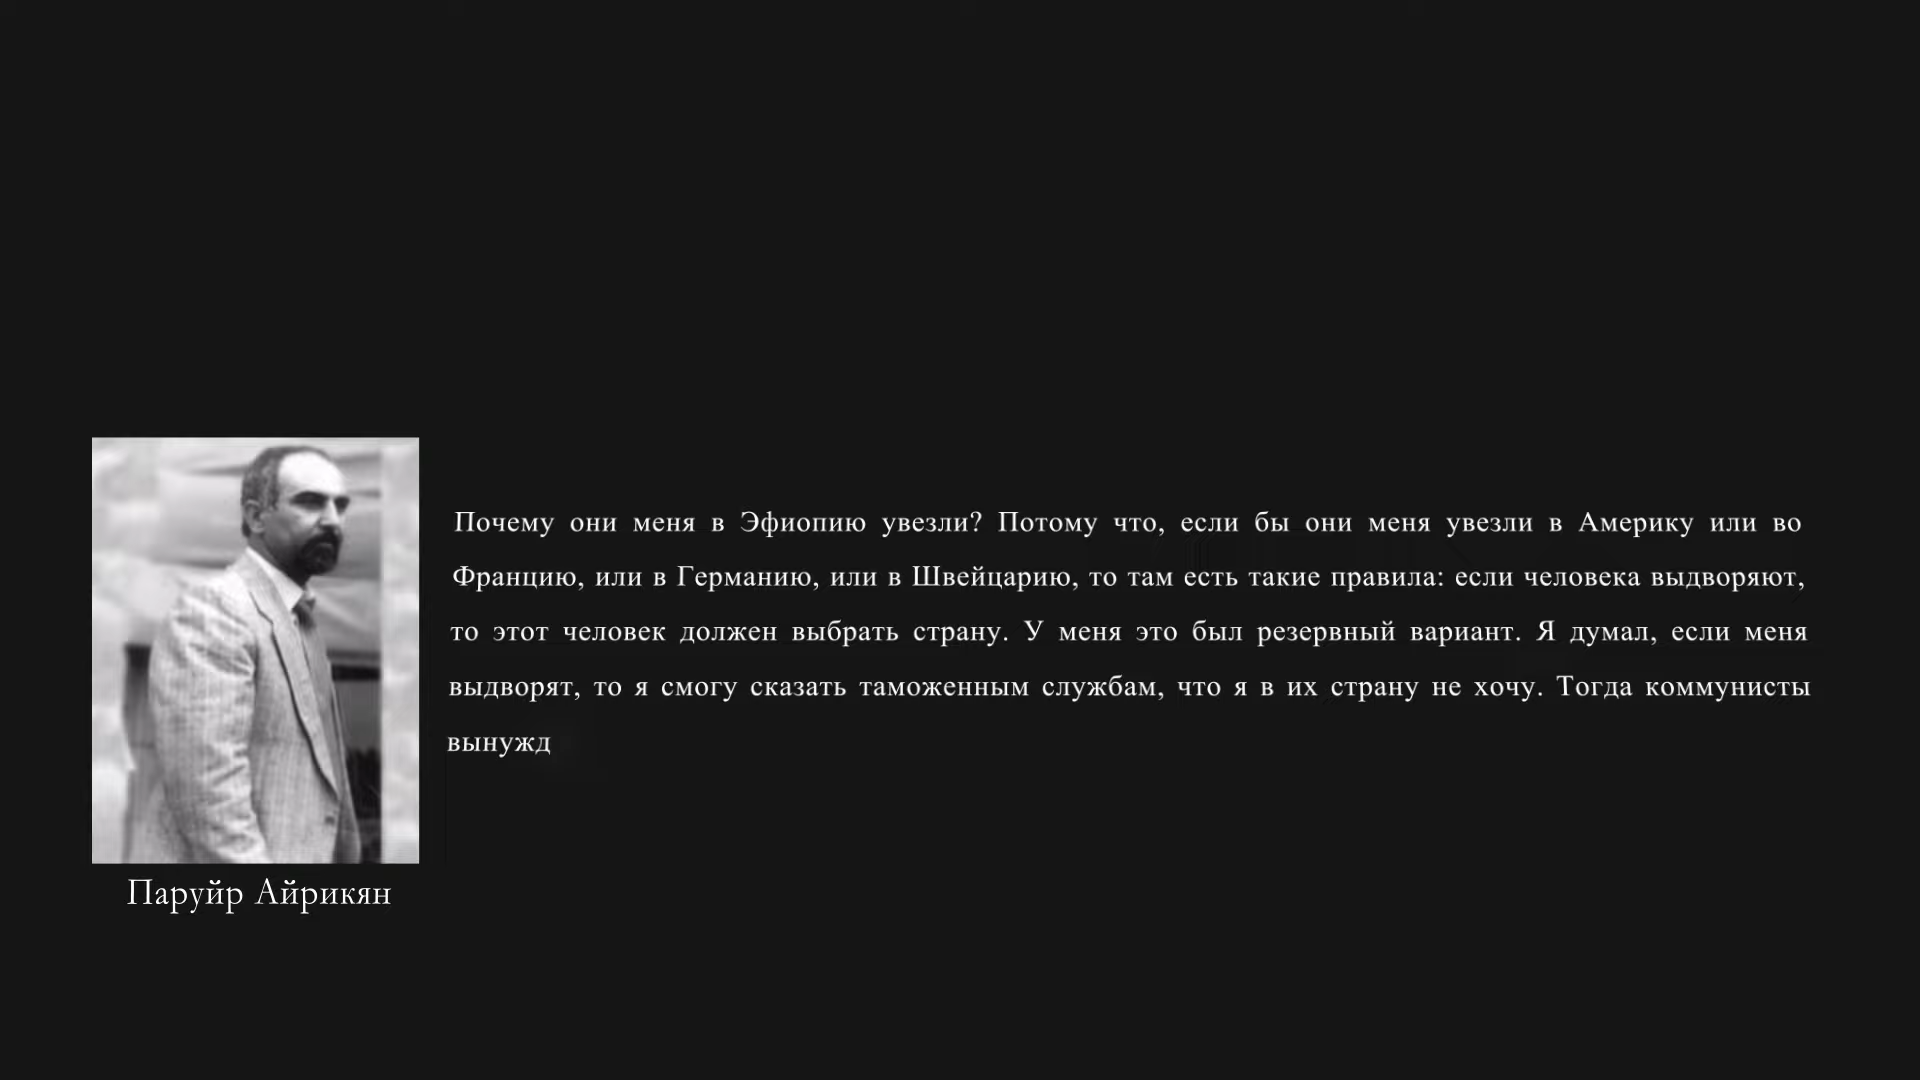 Почему они меня в Эфиопию увезли? Потому что, если бы они меня увезли в Америку или во
Францию, или в Германию, или в Швейцарию, то там есть такие правила: если человека выдворяют,
то этот человек должен выбрать страну. У меня это был резервный вариант. Я думал, если меня
выдворят, то я смогу сказать таможенным службам, что я в их страну не хочу. Тогда коммунисты
вынужд
Паруйр Айрикян